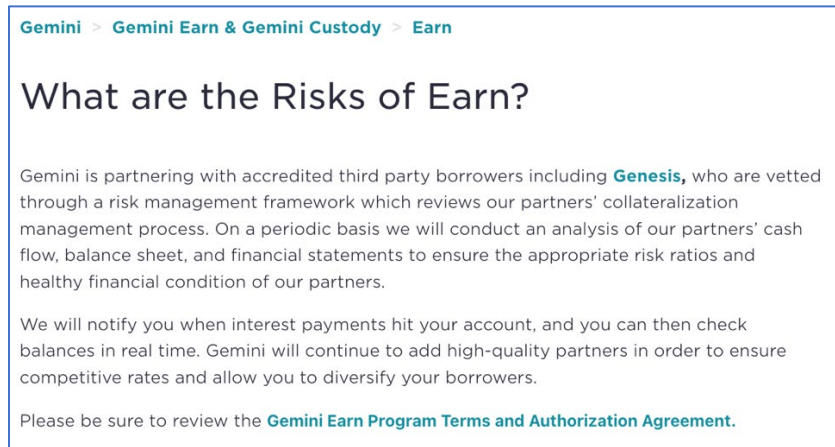 Gemini > Gemini Earn & Gemini Custody > Earn
What are the Risks of Earn?
Gemini is partnering with accredited third party borrowers including Genesis, who are vetted
through a risk management framework which reviews our partners’ collateralization
management process. On a periodic basis we will conduct an analysis of our partners’ cash
flow, balance sheet, and financial statements to ensure the appropriate risk ratios and
healthy financial condition of our partners.
We will notify you when interest payments hit your account, and you can then check
balances in real time. Gemini will continue to add high-quality partners in order to ensure
competitive rates and allow you to diversify your borrowers.
Please be sure to review the Gemini Earn Program Terms and Authorization Agreement.